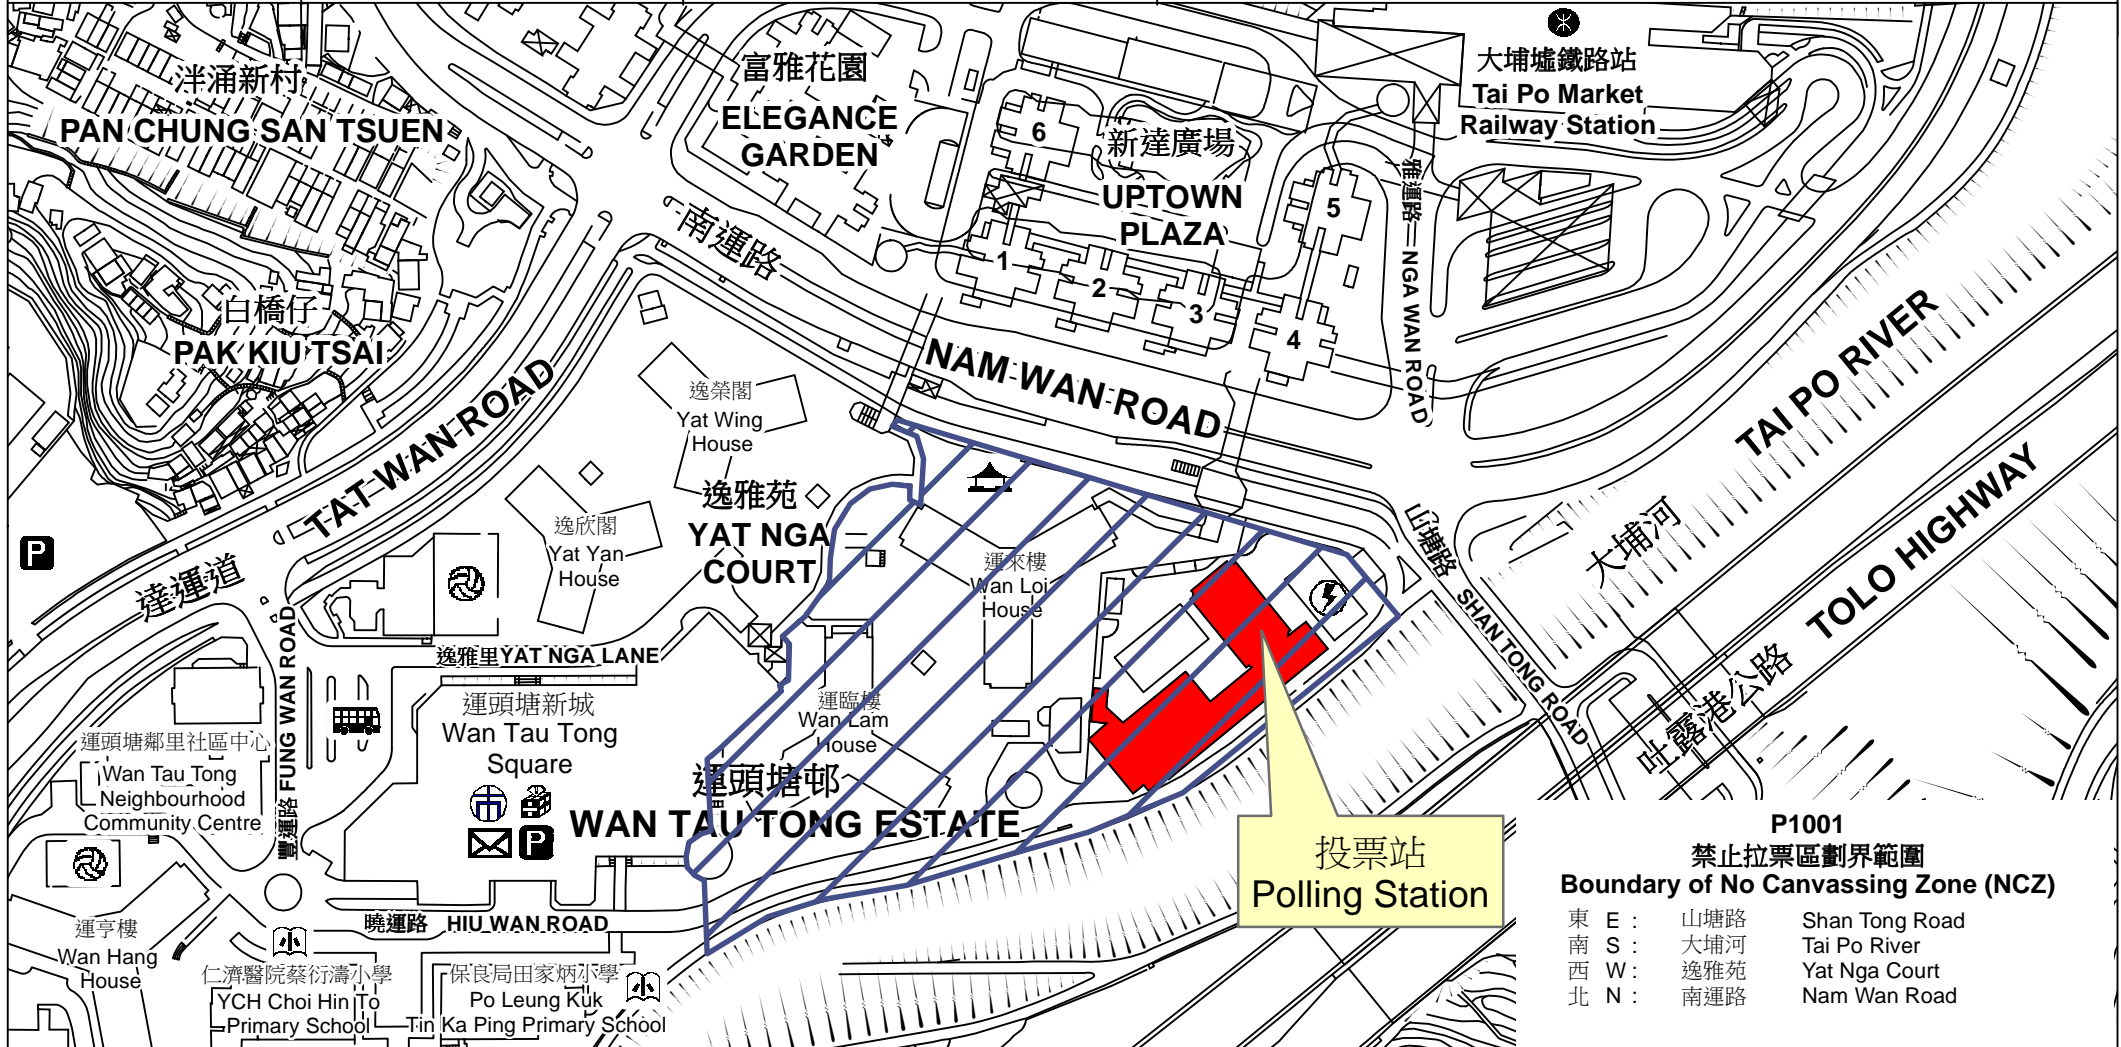 泮涌新村
PAN CHUNG SAN TSUEN
富雅花園
ELEGANCE
GARDEN
6
新達廣場
UPTOWN
PLAZA
5
1
2
3
4
大埔墟鐵路站
Tai Po Market
Railway Station
雅運路 NGA WAN ROAD
南運路
NAM WAN ROAD
白橋仔
PAK KIU TSAI
TAT WAN ROAD
達運道
逸榮閣
Yat Wing
House
逸欣閣
Yat Yan
House
逸雅苑
YAT NGA
COURT
運來樓
Wan Loi
House
山塘路 SHAN TONG ROAD
TAI PO RIVER
大埔河
TOLO HIGHWAY
吐露港公路
P
豐運路 FUNG WAN ROAD
逸雅里 YAT NGA LANE
運頭塘新城
Wan Tau Tong
Square
P
運臨樓
Wan Lam
House
運頭塘邨
WAN TAU TONG ESTATE
運頭塘鄰里社區中心
Wan Tau Tong
Neighbourhood
Community Centre
運亨樓
Wan Hang
House
曉運路 HIU WAN ROAD
小
仁濟醫院蔡衍濤小學
YCH Choi Hin To
Primary School
小
保良局田家炳小學
Po Leung Kuk
Tin Ka Ping Primary School
投票站
Polling Station
P1001
禁止拉票區劃界範圍
Boundary of No Canvassing Zone (NCZ)
東 E : 山塘路 Shan Tong Road
南 S : 大埔河 Tai Po River
西 W : 逸雅苑 Yat Nga Court
北 N : 南運路 Nam Wan Road